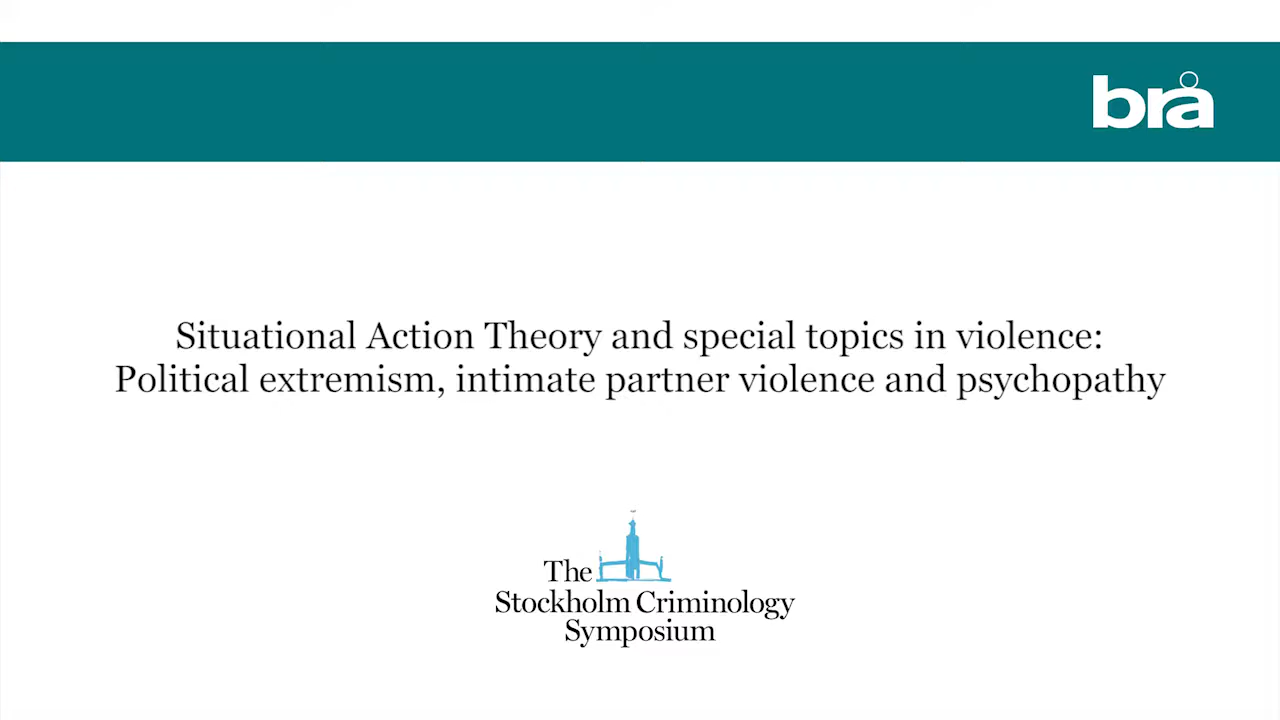 brå
Situational Action Theory and special topics in violence:
Political extremism, intimate partner violence and psychopathy
The
Stockholm Criminology
Symposium